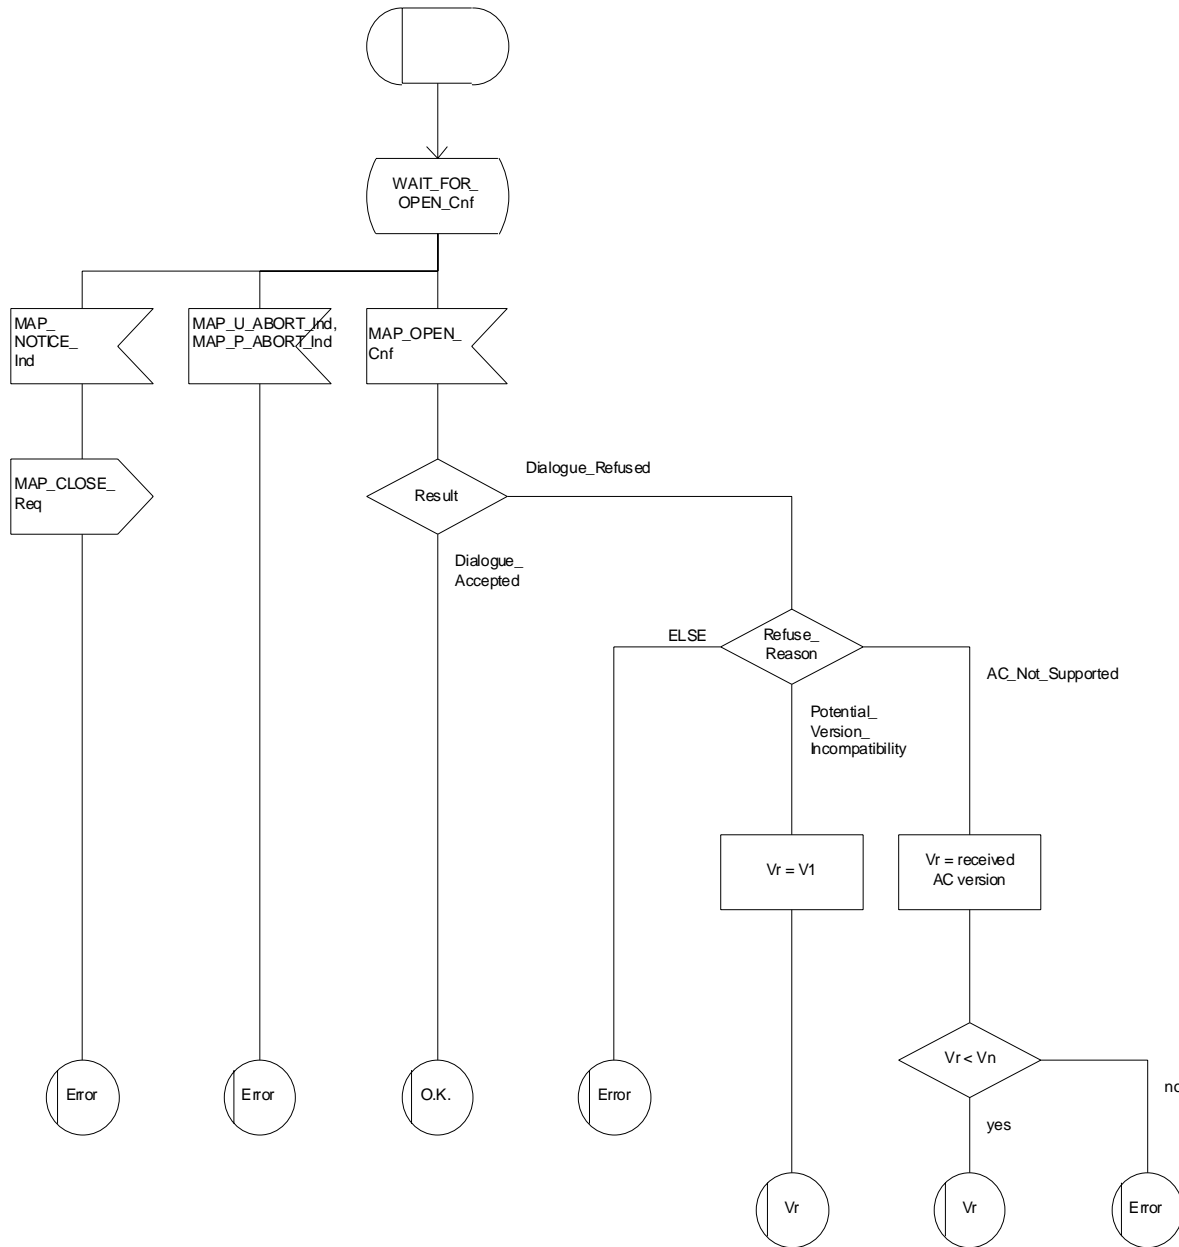 WAIT_FOR_
OPEN_Cnf
MAP_
NOTICE_
Ind
MAP_U_ABORT_Ind,
MAP_P_ABORT_Ind
MAP_OPEN_
Cnf
MAP_CLOSE_
Req
Result
Dialogue_Refused
Dialogue_
Accepted
ELSE
Refuse_
Reason
AC_Not_Supported
Potential_
Version_
Incompatibility
Vr = V1
Vr = received
AC version
Vr < Vn
no
yes
Error
Error
O.K.
Error
Vr
Vr
Error